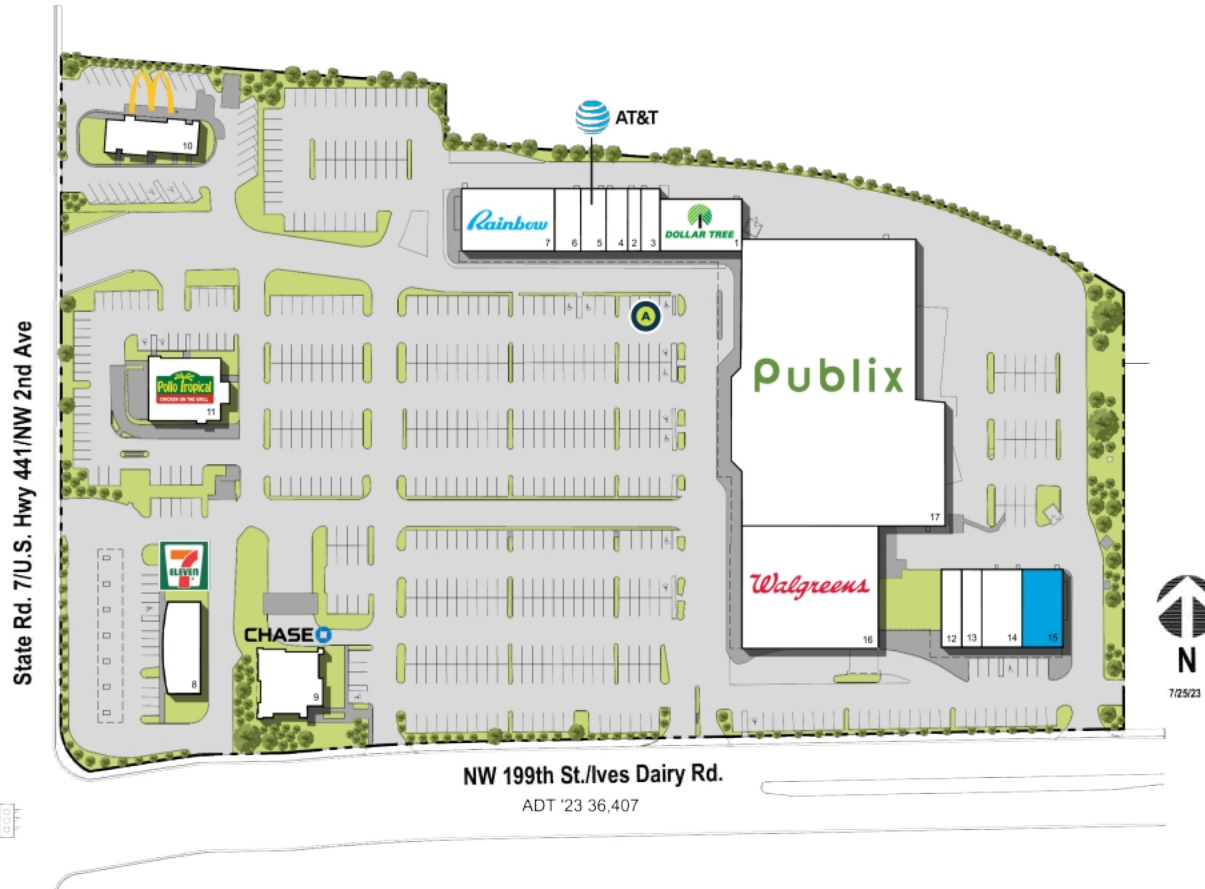 10
AT&T
Rainbow
7
6
5
4
2
3
DOLLAR TREE
1
A
State Rd. 7/U.S. Hwy 441/NW 2nd Ave
Pollo Tropical
CHICKEN ON THE GRILL
11
Publix
17
7
ELEVEN
8
CHASE
9
Walgreens
16
12
13
14
15
N
7/25/23
NW 199th St./Ives Dairy Rd.
ADT '23 36,407